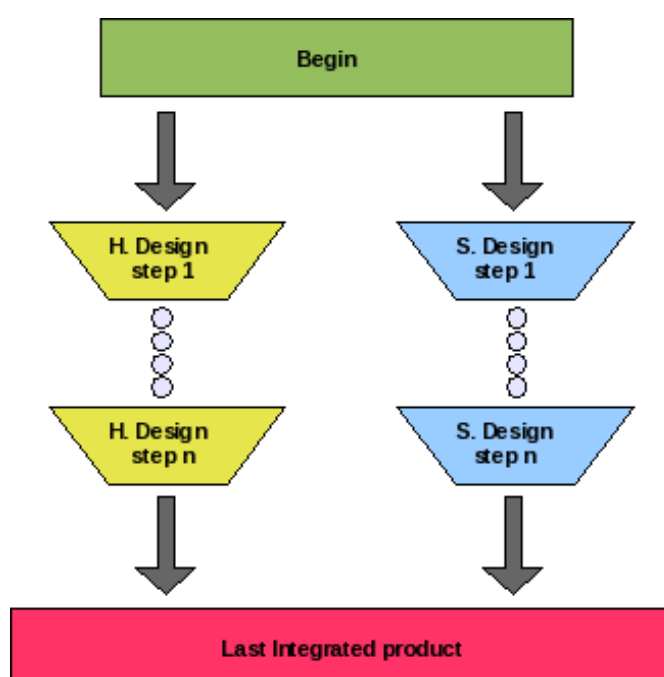 Begin
H. Design
step 1
S. Design
step 1
H. Design
step n
S. Design
step n
Last Integrated product